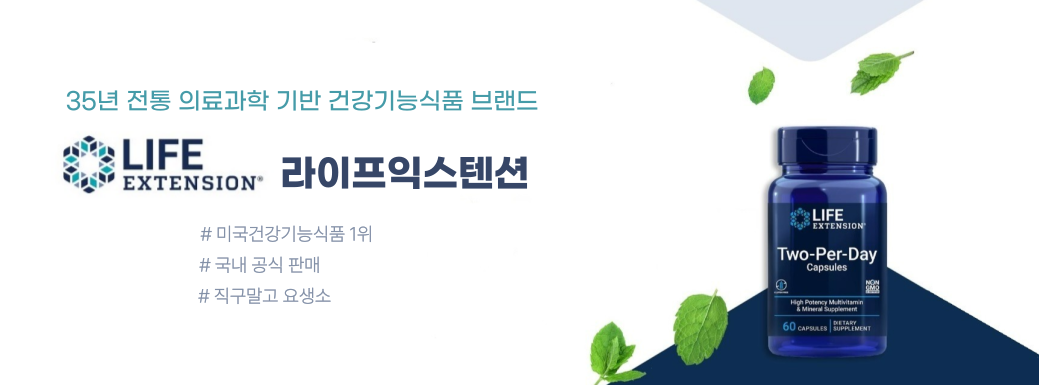 35년 전통 의료과학 기반 건강기능식품 브랜드
LIFE
EXTENSION®
라이프익스텐션
# 미국건강기능식품 1위
# 국내 공식 판매
# 직구말고 요생소
LIFE
EXTENSION
Two-Per-Day
Capsules
NON
GMO
High Potency Multivitamin
& Mineral Supplement
60 CAPSULES
DIETARY
SUPPLEMENT